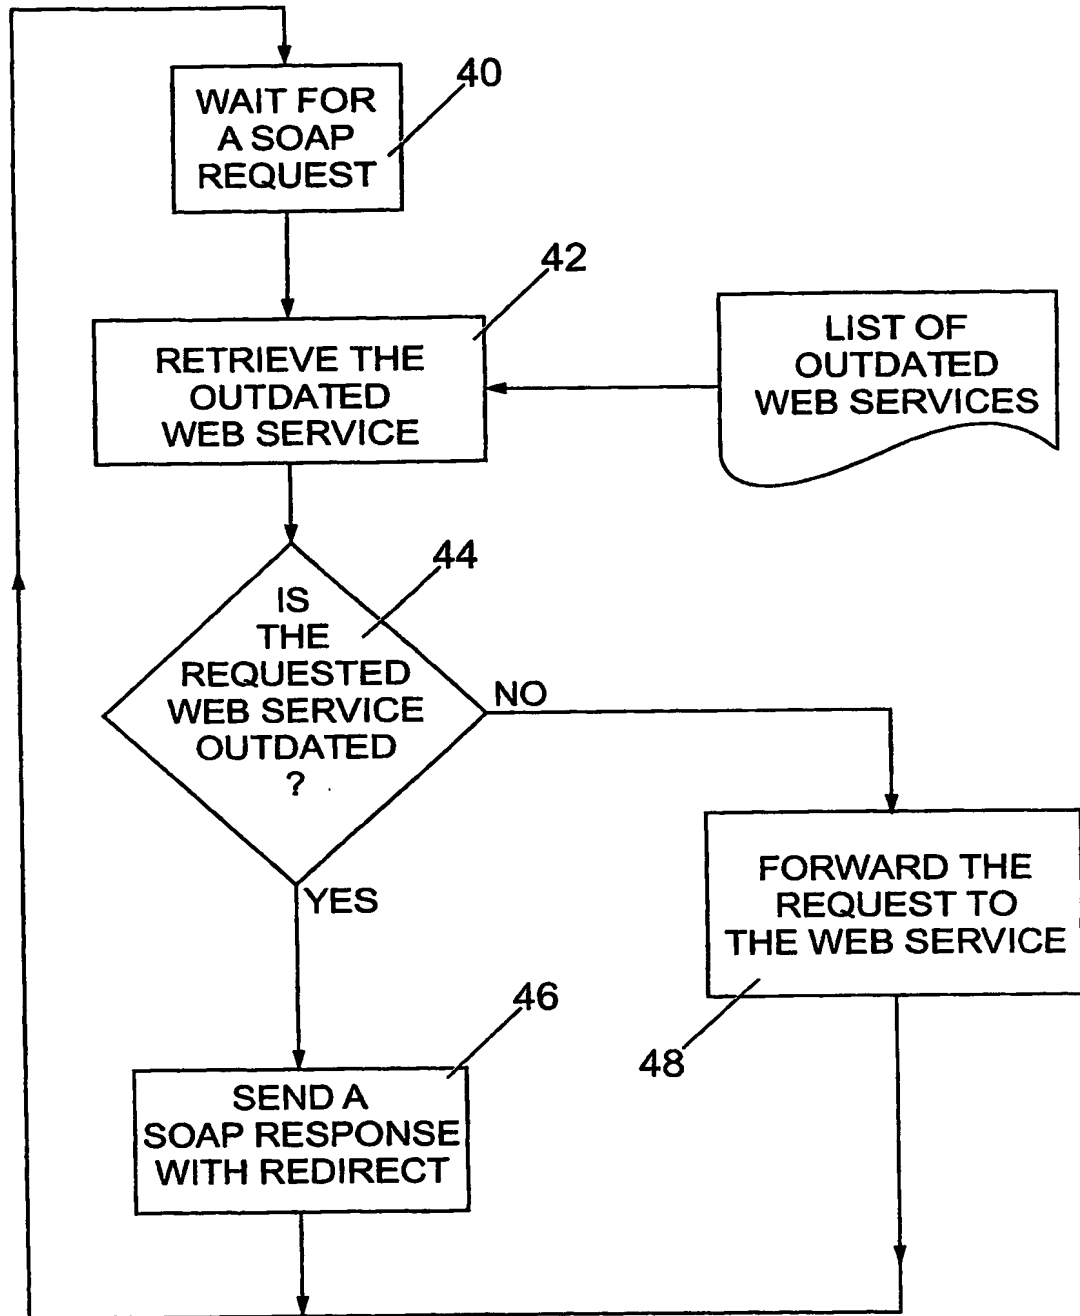 WAIT FOR
A SOAP
REQUEST
40
42
RETRIEVE THE
OUTDATED
WEB SERVICE
LIST OF
OUTDATED
WEB SERVICES
44
IS
THE
REQUESTED
WEB SERVICE
OUTDATED
?
NO
YES
FORWARD THE
REQUEST TO
THE WEB SERVICE
48
46
SEND A
SOAP RESPONSE
WITH REDIRECT